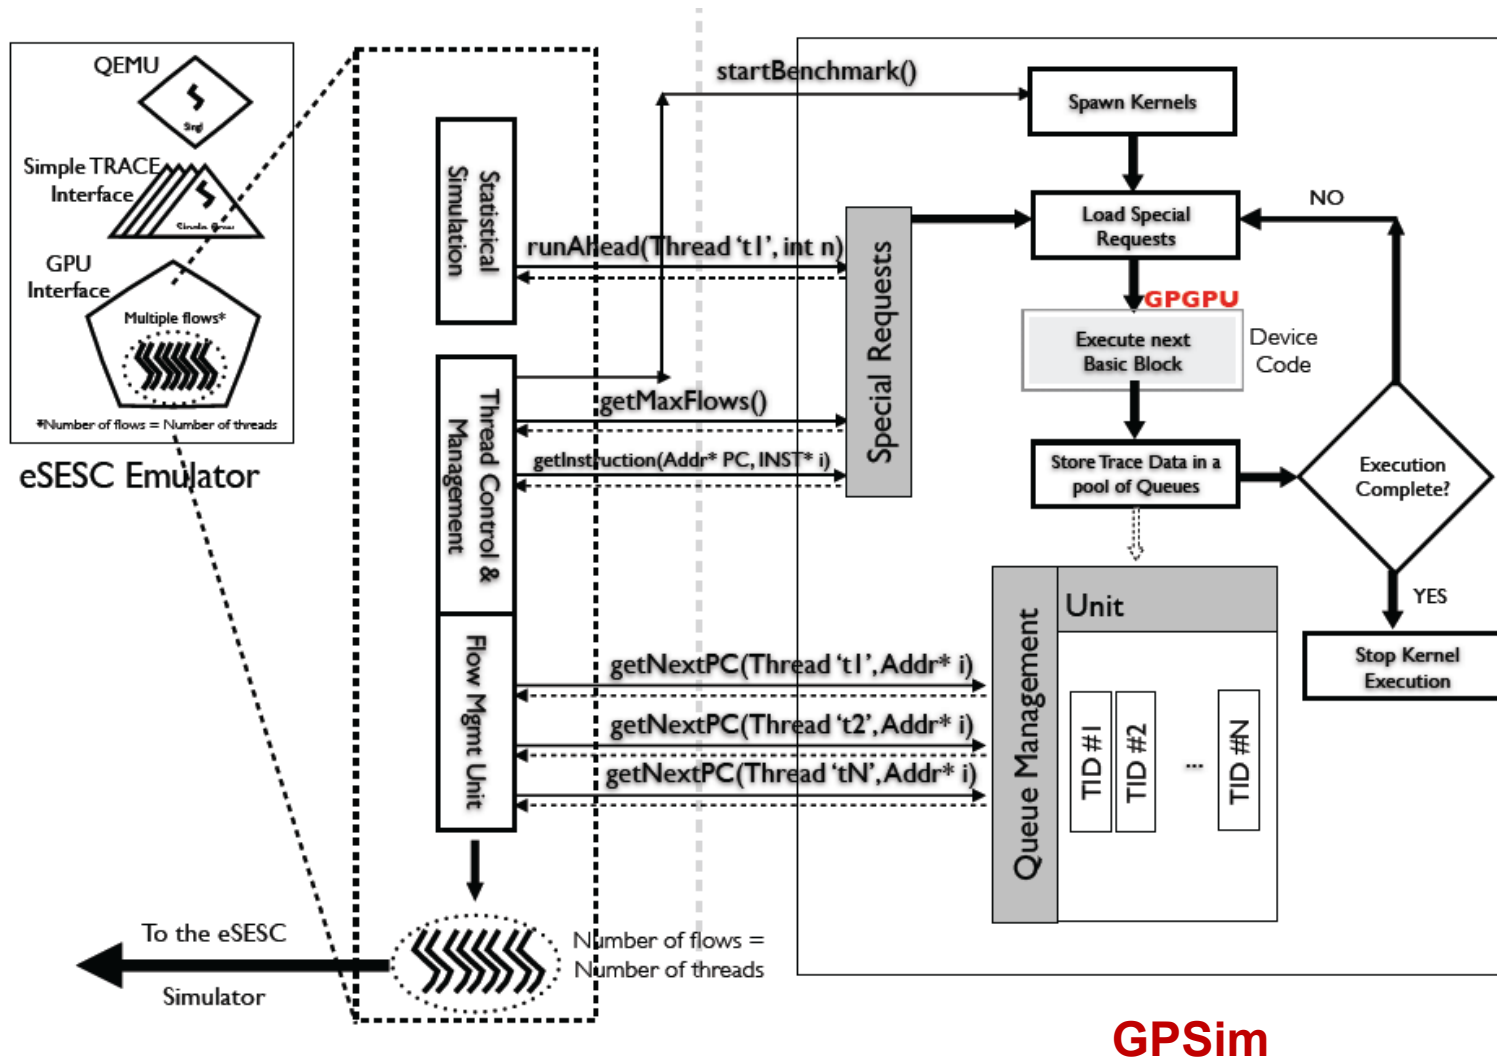 QEMU
Singl
Simple TRACE
Interface
GPU
Interface
Multiple flows*
*Number of flows = Number of threads
eSESC Emulator
Statistical
Simulation
Thread Control &
Management
Flow Mgmt Unit
startBenchmark()
runAhead(Thread 't1', int n)
getMaxFlows()
getInstruction(Addr* PC, INST* i)
getNextPC(Thread 't1', Addr* i)
getNextPC(Thread 't2', Addr* i)
getNextPC(Thread 'tN', Addr* i)
Number of flows =
Number of threads
To the eSESC
Simulator
Special Requests
Spawn Kernels
Load Special
Requests
NO
GPGPU
Execute next
Basic Block
Device
Code
Store Trace Data in a
pool of Queues
Execution
Complete?
YES
Stop Kernel
Execution
Queue Management
Unit
TID #1
TID #2
...
TID #N
GPSim